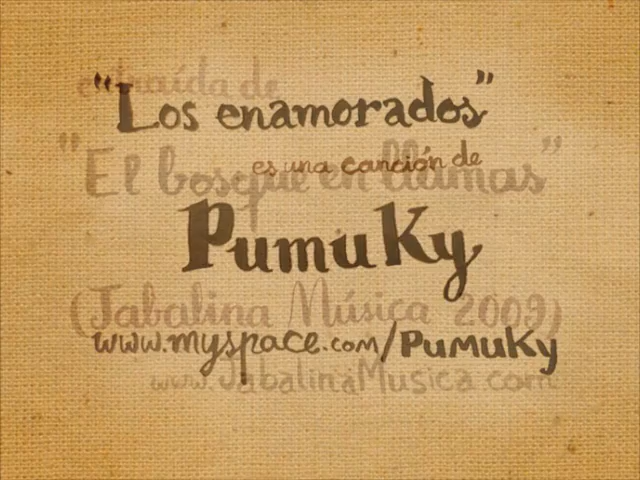 extraída de
"Los enamorados"
es una canción de
"El bosque en llamas"
Pumuky
(Jabalina Música 2009)
www.myspace.com/Pumuky
www.JabalinaMusica.com